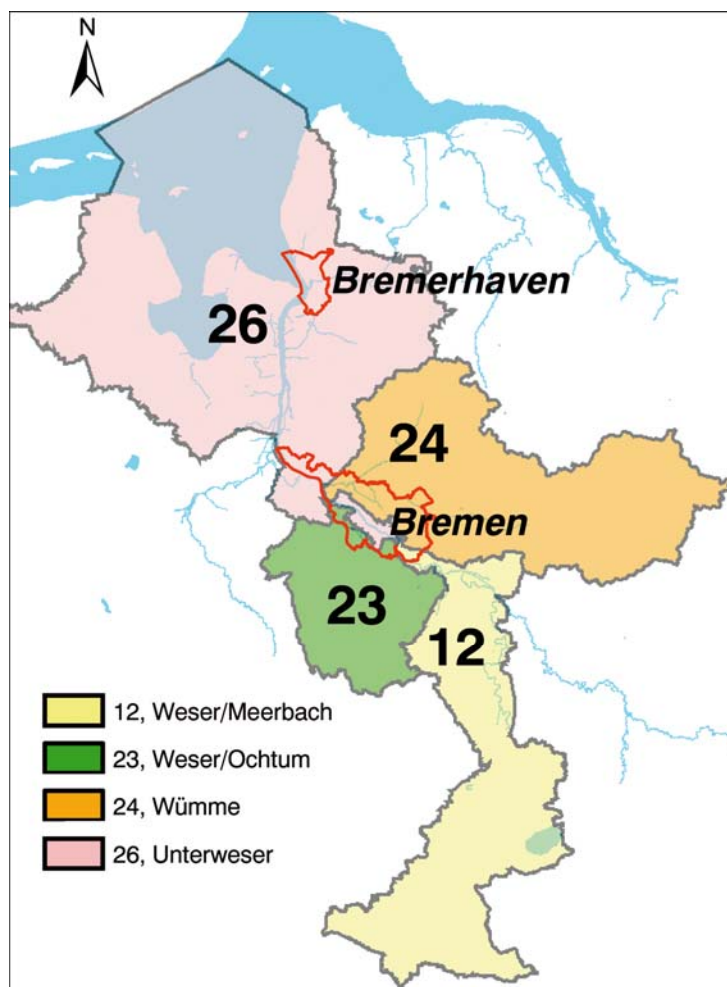 N
Bremerhaven
26
24
Bremen
23
12
12, Weser/Meerbach
23, Weser/Ochtum
24, Wümme
26, Unterweser